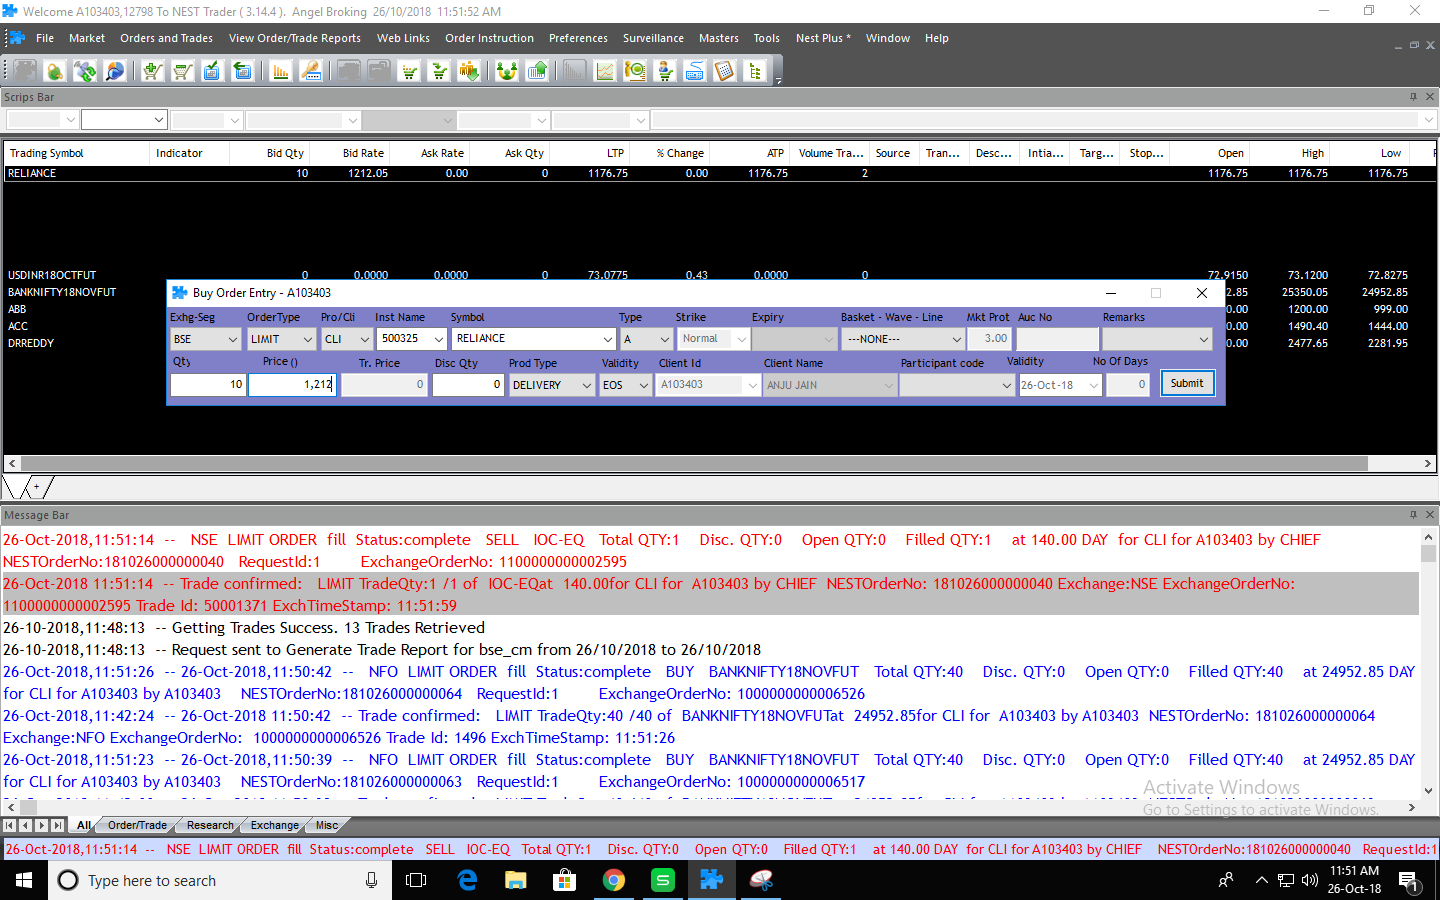 Welcome A103403,12798 To NEST Trader ( 3.14.4 ).  Angel Broking  26/10/2018  11:51:52 AM
File Market Orders and Trades View Order/Trade Reports Web Links Order Instruction Preferences Surveillance Masters Tools Nest Plus * Window Help
Scrips Bar
Trading Symbol Indicator Bid Qty Bid Rate Ask Rate Ask Qty LTP % Change ATP Volume Tra... Source Tran... Desc... Intia... Targ... Stop... Open High Low
RELIANCE 10 1212.05 0.00 0 1176.75 0.00 1176.75 2 1176.75 1176.75 1176.75
USDINR18OCTFUT 0 0.0000 0.0000 0 73.0775 0.43 0.0000 0 72.9150 73.1200 72.8275
BANKNIFTY18NOVFUT 2.85 25350.05 24952.85
ABB 0.00 1200.00 999.00
ACC 0.00 1490.40 1444.00
DRREDDY 0.00 2477.65 2281.95
Buy Order Entry - A103403
Exhg-Seg OrderType Pro/Cli Inst Name Symbol Type Strike Expiry Basket - Wave - Line Mkt Prot Auc No Remarks
BSE LIMIT CLI 500325 RELIANCE A Normal ---NONE--- 3.00
Qty Price () Tr. Price Disc Qty Prod Type Validity Client Id Client Name Participant code Validity No Of Days
10 1,212 0 0 DELIVERY EOS A103403 ANJU JAIN 26-Oct-18 0 Submit
+
Message Bar
26-Oct-2018,11:51:14  --  NSE  LIMIT ORDER  fill  Status:complete  SELL  IOC-EQ  Total QTY:1  Disc. QTY:0  Open QTY:0  Filled QTY:1  at 140.00 DAY  for CLI for A103403 by CHIEF
NESTOrderNo:181026000000040  RequestId:1  ExchangeOrderNo: 1100000000002595
26-Oct-2018 11:51:14  -- Trade confirmed:  LIMIT TradeQty:1 /1 of  IOC-EQat  140.00for CLI for  A103403 by CHIEF  NESTOrderNo: 181026000000040 Exchange:NSE ExchangeOrderNo:
1100000000002595 Trade Id: 50001371 ExchTimeStamp: 11:51:59
26-10-2018,11:48:13  -- Getting Trades Success. 13 Trades Retrieved
26-10-2018,11:48:13  -- Request sent to Generate Trade Report for bse_cm from 26/10/2018 to 26/10/2018
26-Oct-2018,11:51:26  -- 26-Oct-2018,11:50:42  --  NFO  LIMIT ORDER  fill  Status:complete  BUY  BANKNIFTY18NOVFUT  Total QTY:40  Disc. QTY:0  Open QTY:0  Filled QTY:40  at 24952.85 DAY
for CLI for A103403 by A103403  NESTOrderNo:181026000000064  RequestId:1  ExchangeOrderNo: 1000000000006526
26-Oct-2018,11:42:24  -- 26-Oct-2018 11:50:42  -- Trade confirmed:  LIMIT TradeQty:40 /40 of  BANKNIFTY18NOVFUTat  24952.85for CLI for  A103403 by A103403  NESTOrderNo: 181026000000064
Exchange:NFO ExchangeOrderNo:  1000000000006526 Trade Id: 1496 ExchTimeStamp: 11:51:26
26-Oct-2018,11:51:23  -- 26-Oct-2018,11:50:39  --  NFO  LIMIT ORDER  fill  Status:complete  BUY  BANKNIFTY18NOVFUT  Total QTY:40  Disc. QTY:0  Open QTY:0  Filled QTY:40  at 24952.85 DAY
for CLI for A103403 by A103403  NESTOrderNo:181026000000063  RequestId:1  ExchangeOrderNo: 1000000000006517
Activate Windows
Go to Settings to activate Windows.
All Order/Trade Research Exchange Misc
26-Oct-2018,11:51:14  --  NSE  LIMIT ORDER  fill  Status:complete  SELL  IOC-EQ  Total QTY:1  Disc. QTY:0  Open QTY:0  Filled QTY:1  at 140.00 DAY  for CLI for A103403 by CHIEF  NESTOrderNo:181026000000040  RequestId:1
Type here to search
11:51 AM
26-Oct-18
1